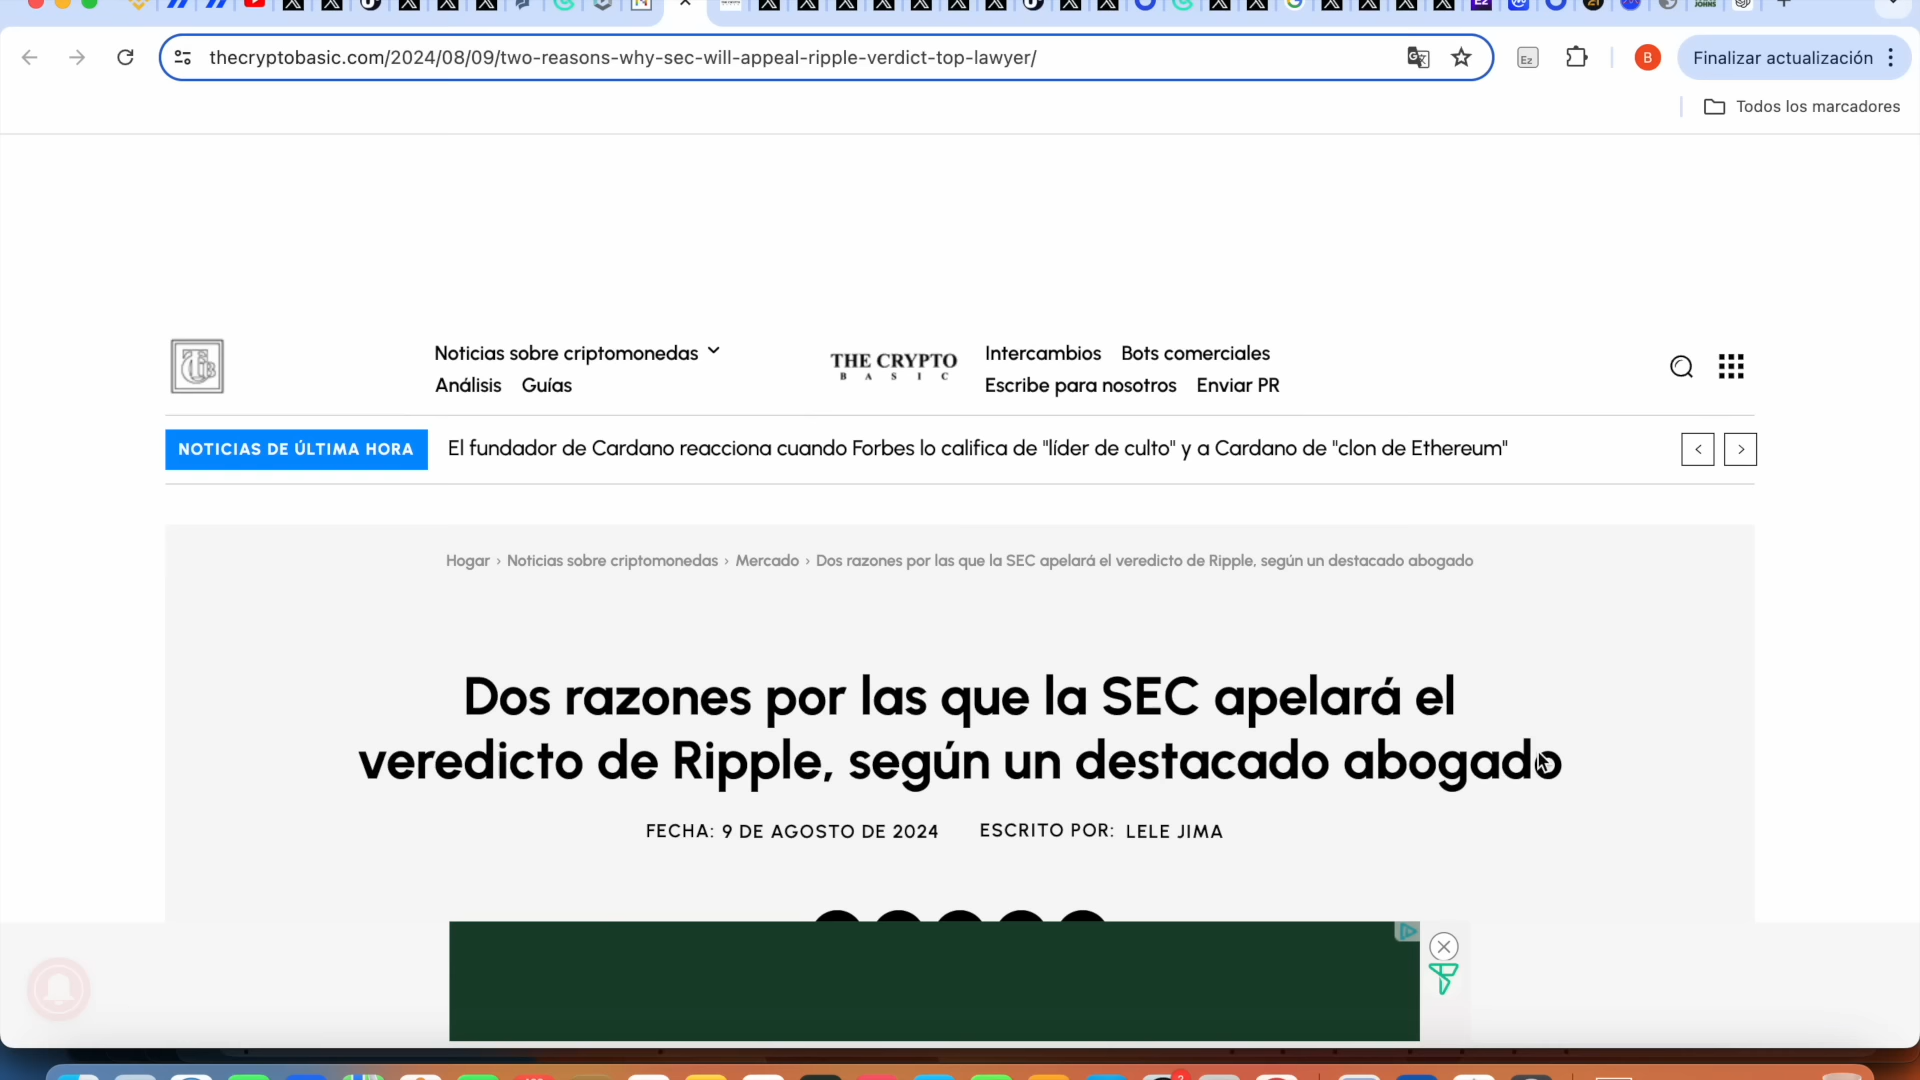 thecryptobasic.com/2024/08/09/two-reasons-why-sec-will-appeal-ripple-verdict-top-lawyer/
Ez
B
Finalizar actualización
Todos los marcadores
Noticias sobre criptomonedas
Análisis Guías
THE CRYPTO
BASIC
Intercambios Bots comerciales
Escribe para nosotros Enviar PR
NOTICIAS DE ÚLTIMA HORA
El fundador de Cardano reacciona cuando Forbes lo califica de "líder de culto" y a Cardano de "clon de Ethereum"
Hogar › Noticias sobre criptomonedas › Mercado › Dos razones por las que la SEC apelará el veredicto de Ripple, según un destacado abogado
Dos razones por las que la SEC apelará el
veredicto de Ripple, según un destacado abogado
FECHA: 9 DE AGOSTO DE 2024 ESCRITO POR: LELE JIMA